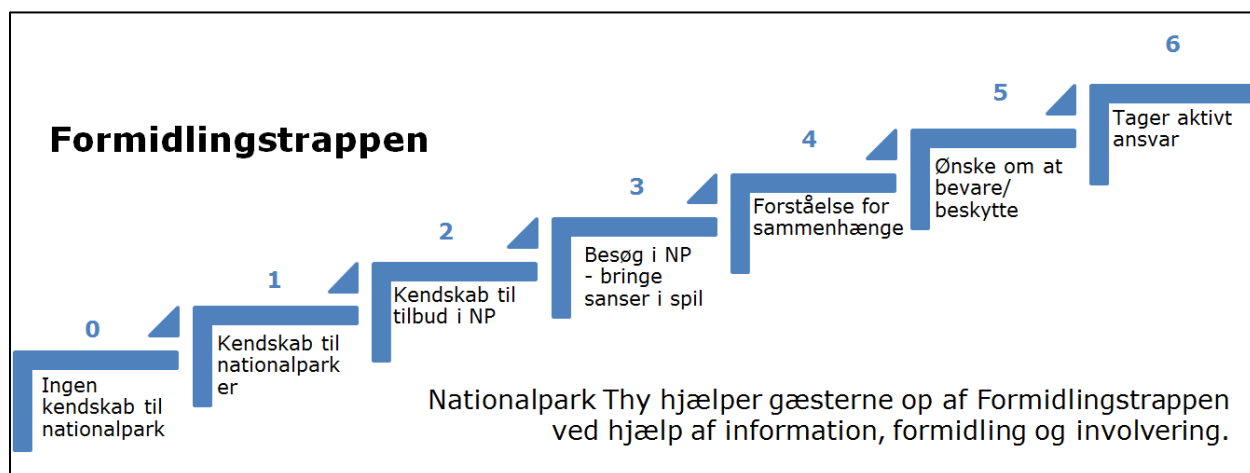 Formidlingstrappen
0
Ingen
kendskab til
nationalpark
1
Kendskab til
nationalpark
er
2
Kendskab til
tilbud i NP
3
Besøg i NP
- bringe
sanser i spil
4
Forståelse for
sammenhænge
5
Ønske om at
bevare/
beskytte
6
Tager aktivt
ansvar
Nationalpark Thy hjælper gæsterne op af Formidlingstrappen
ved hjælp af information, formidling og involvering.